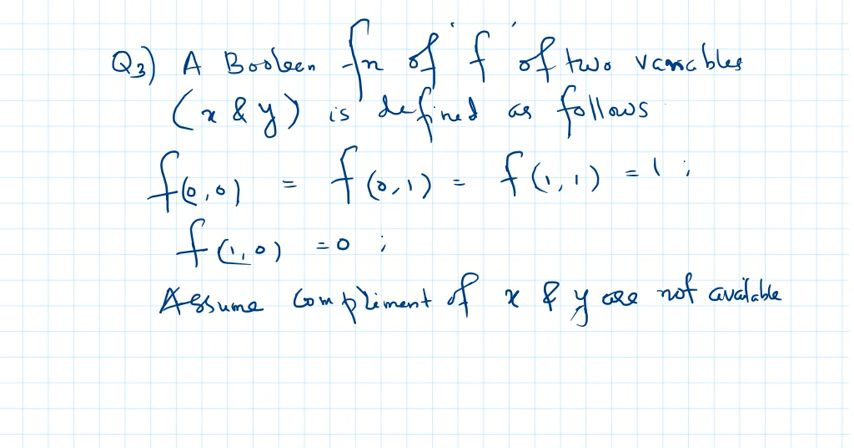 Q3) A Booleen fn of 'f' of two variables
(x & y) is defined as follows
f(0,0) = f(0,1) = f(1,1) = 1 ;
f(1,0) = 0 ;
Assume compliment of x & y are not available